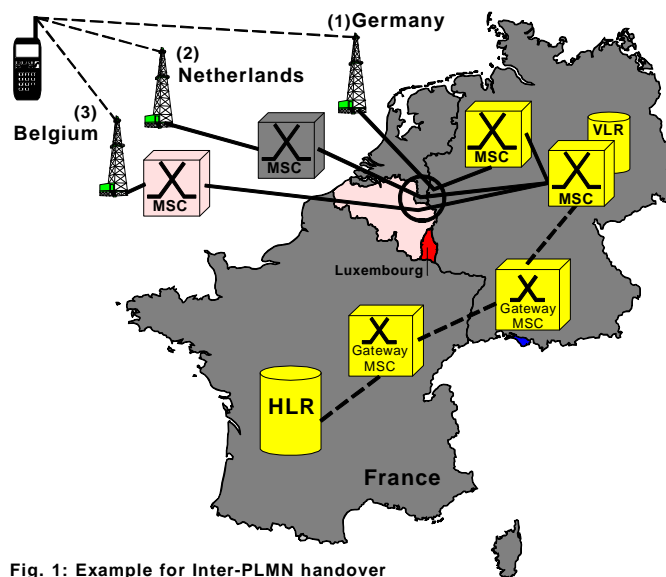 (1)Germany
(2)
Netherlands
(3)
Belgium
MSC
MSC
MSC
VLR
MSC
Luxembourg
Gateway
MSC
Gateway
MSC
HLR
France
Fig. 1: Example for Inter-PLMN handover